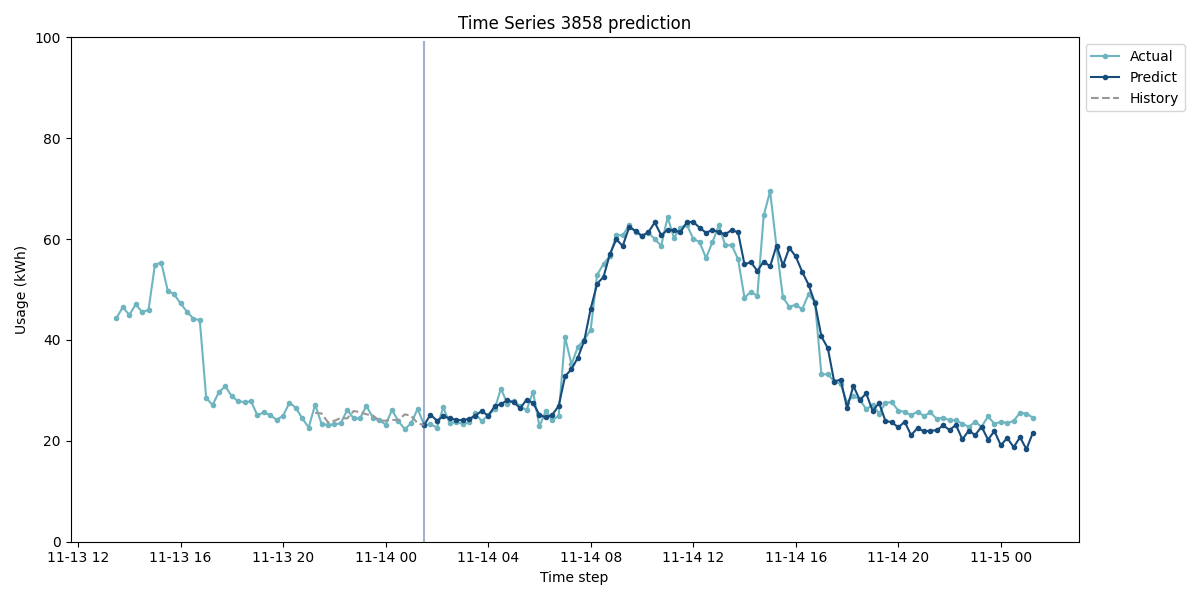 Time Series 3858 prediction
Usage (kWh)
100
80
60
40
20
0
11-13 12
11-13 16
11-13 20
11-14 00
11-14 04
11-14 08
11-14 12
11-14 16
11-14 20
11-15 00
Time step
Actual
Predict
History